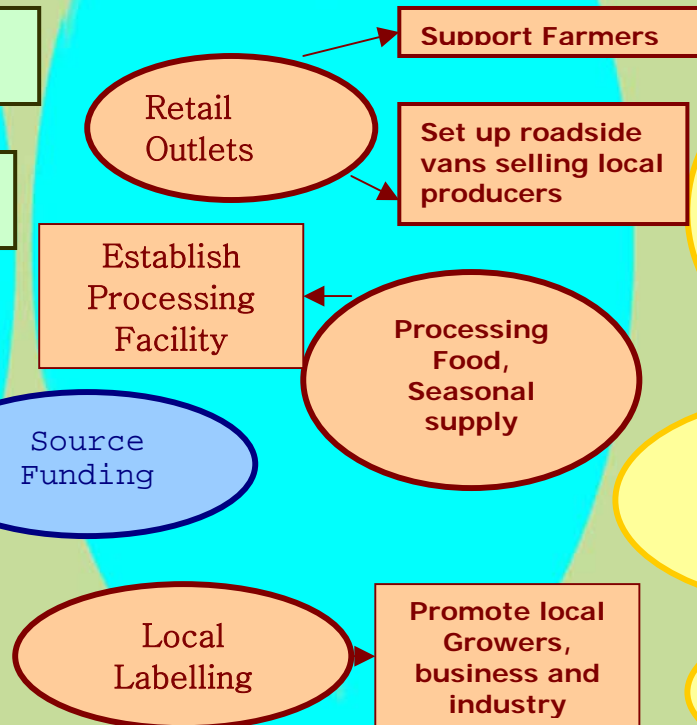 Support Farmers
Retail
Outlets
Set up roadside
vans selling local
producers
Establish
Processing
Facility
Processing
Food,
Seasonal
supply
Source
Funding
Local
Labelling
Promote local
Growers,
business and
industry